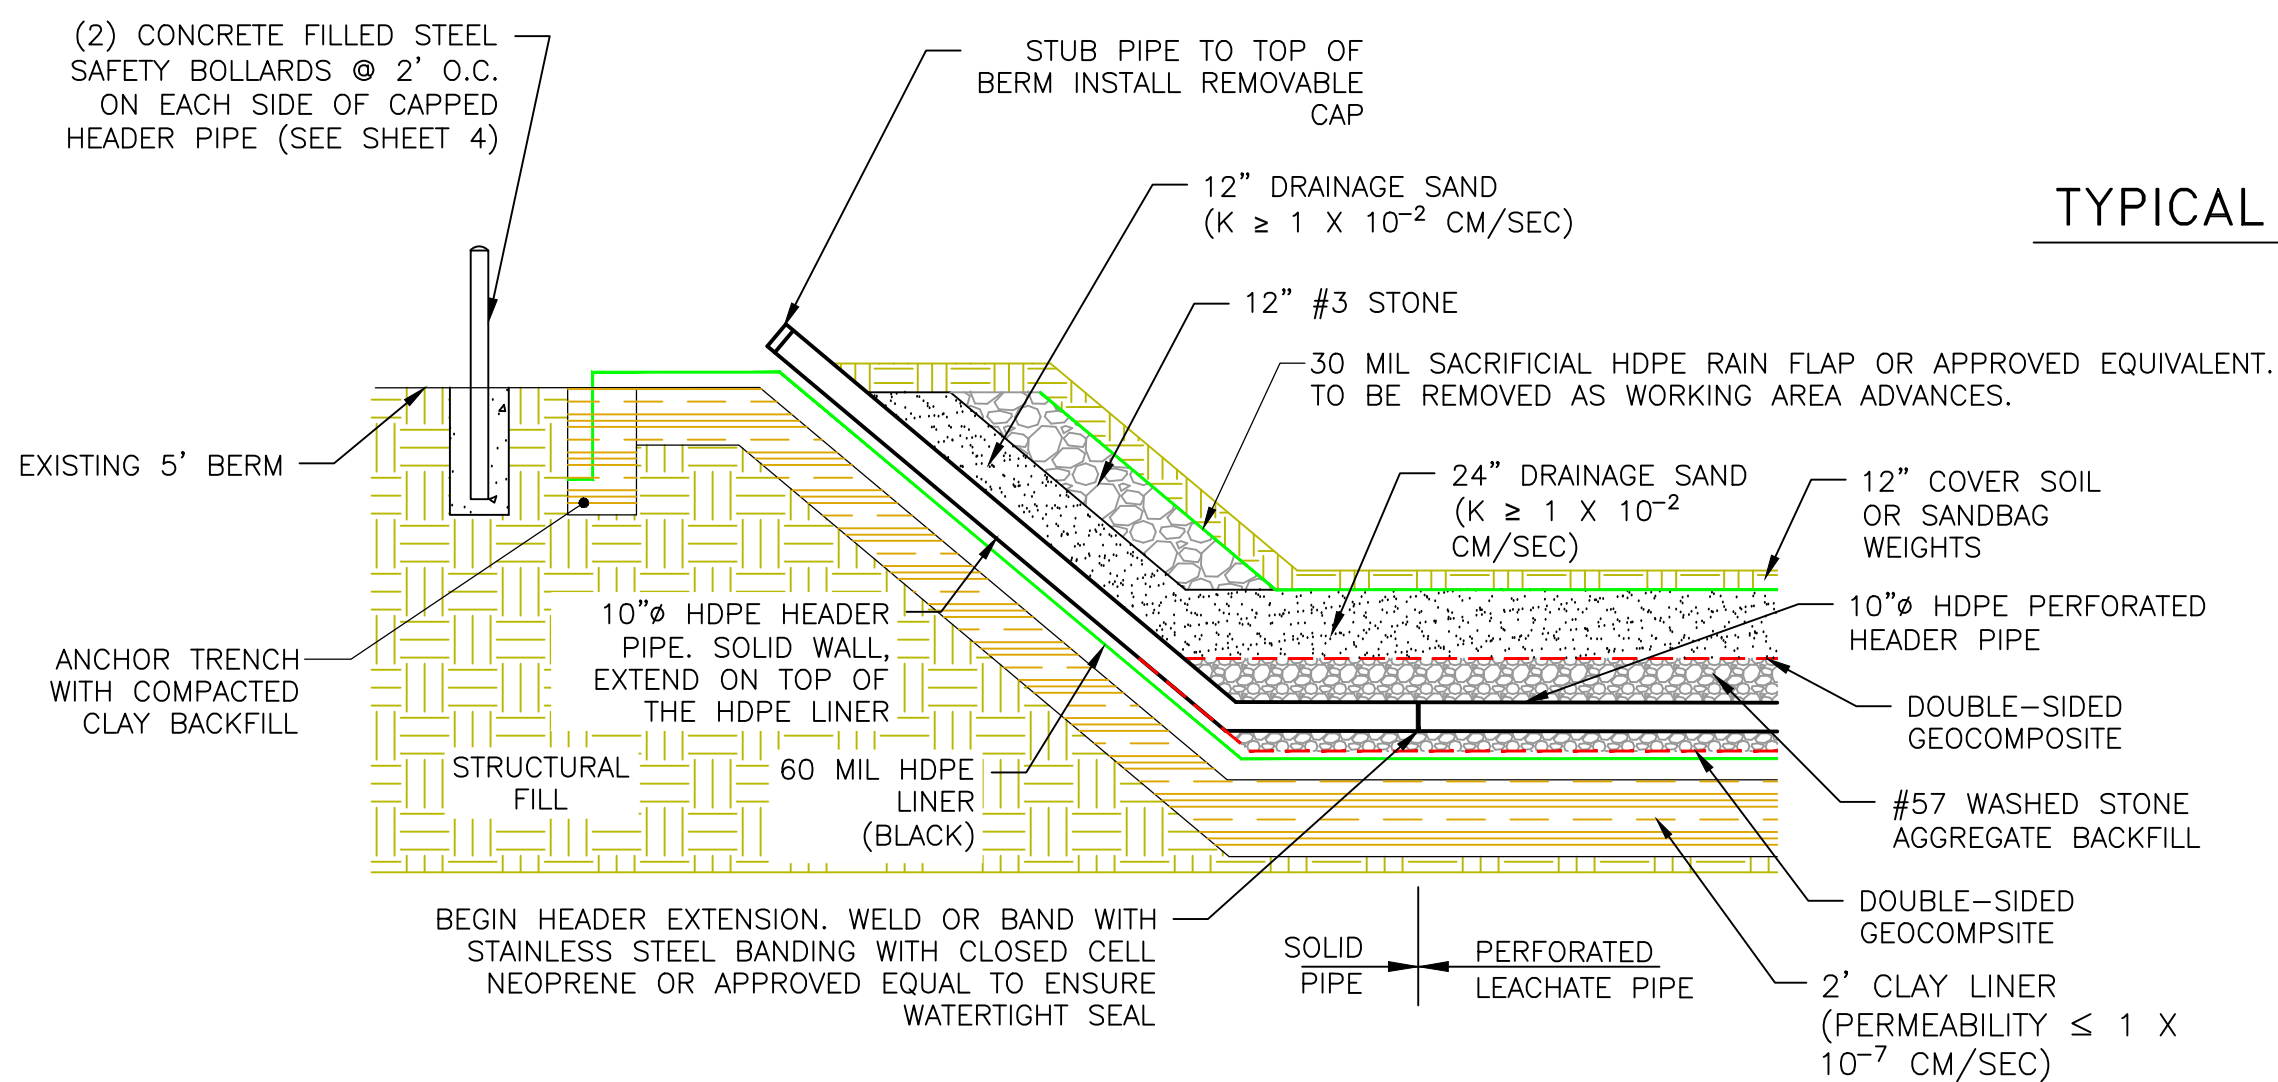 (2) CONCRETE FILLED STEEL
SAFETY BOLLARDS @ 2' O.C.
ON EACH SIDE OF CAPPED
HEADER PIPE (SEE SHEET 4)
STUB PIPE TO TOP OF
BERM INSTALL REMOVABLE
CAP
12" DRAINAGE SAND
(K ≥ 1 X 10⁻² CM/SEC)
TYPICAL
12" #3 STONE
30 MIL SACRIFICIAL HDPE RAIN FLAP OR APPROVED EQUIVALENT.
TO BE REMOVED AS WORKING AREA ADVANCES.
EXISTING 5' BERM
24" DRAINAGE SAND
(K ≥ 1 X 10⁻²
CM/SEC)
12" COVER SOIL
OR SANDBAG
WEIGHTS
10"ø HDPE HEADER
PIPE. SOLID WALL,
EXTEND ON TOP OF
THE HDPE LINER
10"ø HDPE PERFORATED
HEADER PIPE
ANCHOR TRENCH
WITH COMPACTED
CLAY BACKFILL
DOUBLE-SIDED
GEOCOMPOSITE
STRUCTURAL
FILL
60 MIL HDPE
LINER
(BLACK)
#57 WASHED STONE
AGGREGATE BACKFILL
DOUBLE-SIDED
GEOCOMPSITE
BEGIN HEADER EXTENSION. WELD OR BAND WITH
STAINLESS STEEL BANDING WITH CLOSED CELL
NEOPRENE OR APPROVED EQUAL TO ENSURE
WATERTIGHT SEAL
SOLID
PIPE
PERFORATED
LEACHATE PIPE
2' CLAY LINER
(PERMEABILITY ≤ 1 X
10⁻⁷ CM/SEC)